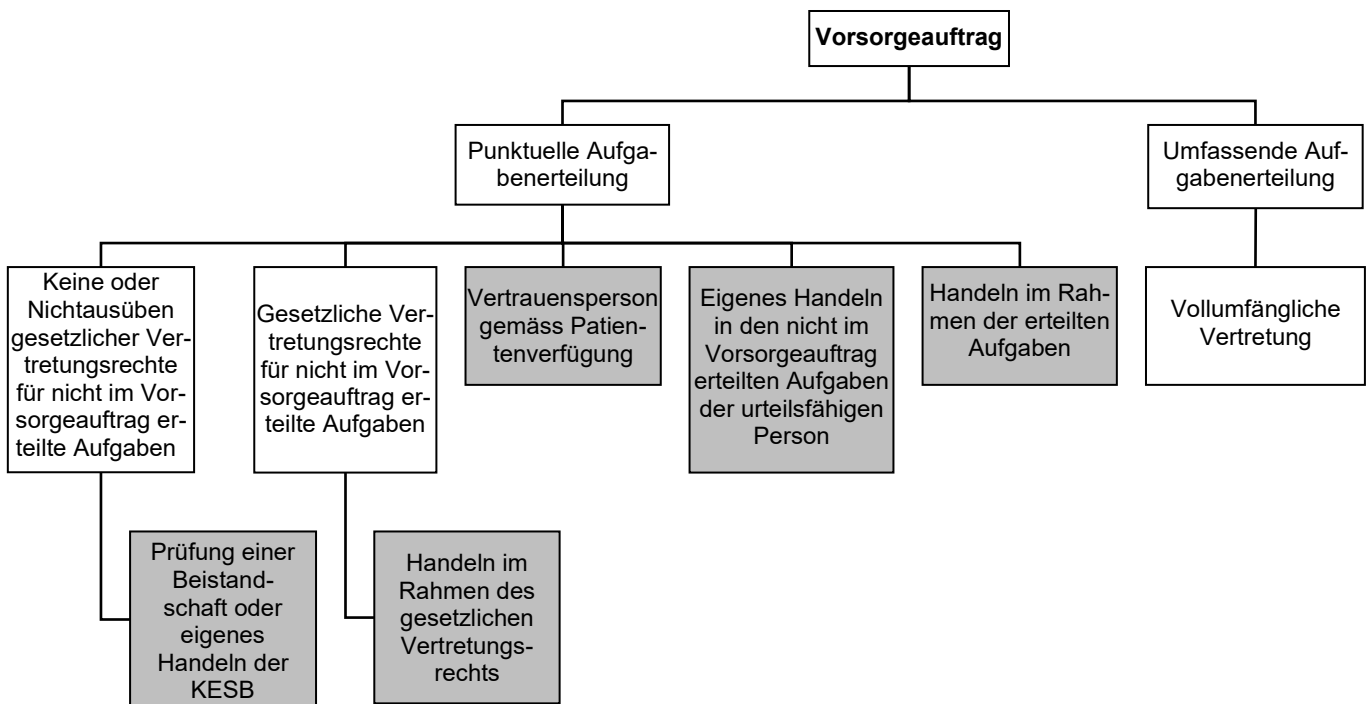 Vorsorgeauftrag
Punktuelle Aufga-
benerteilung
Umfassende Auf-
gabenerteilung
Keine oder
Nichtausüben
gesetzlicher Ver-
tretungsrechte
für nicht im Vor-
sorgeauftrag er-
teilte Aufgaben
Gesetzliche Ver-
tretungsrechte
für nicht im Vor-
sorgeauftrag er-
teilte Aufgaben
Vertrauensperson
gemäss Patien-
tenverfügung
Eigenes Handeln
in den nicht im
Vorsorgeauftrag
erteilten Aufgaben
der urteilsfähigen
Person
Handeln im Rah-
men der erteilten
Aufgaben
Vollumfängliche
Vertretung
Prüfung einer
Beistand-
schaft oder
eigenes
Handeln der
KESB
Handeln im
Rahmen des
gesetzlichen
Vertretungs-
rechts